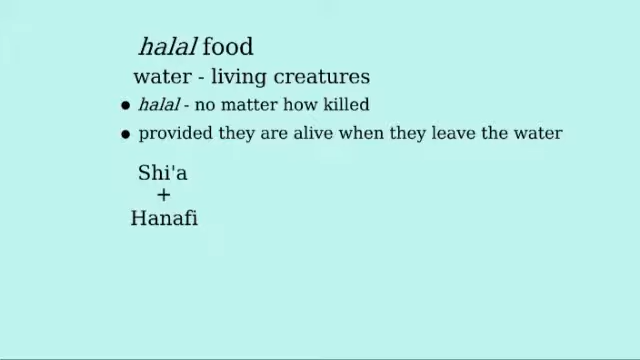 halal food
water - living creatures
• halal - no matter how killed
• provided they are alive when they leave the water
Shi'a
+
Hanafi